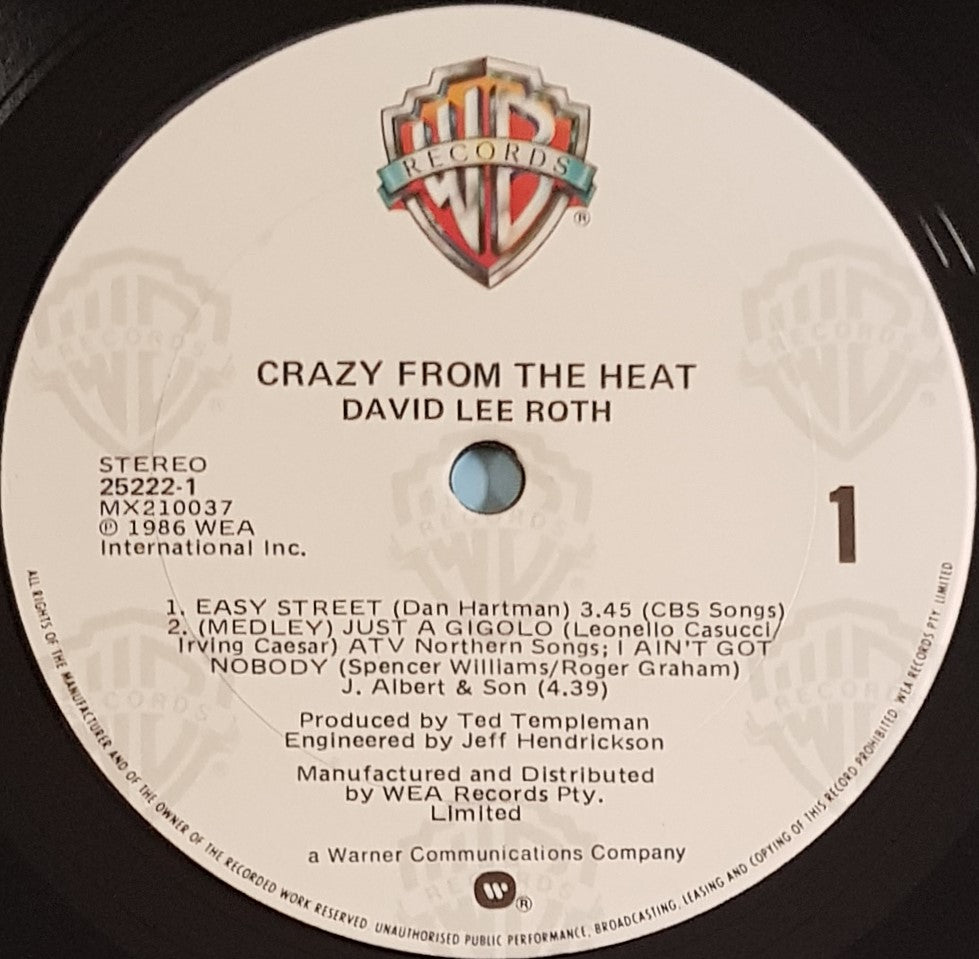 WB
RECORDS
®
CRAZY FROM THE HEAT
DAVID LEE ROTH
STEREO
25222-1
MX210037
℗ 1986 WEA
International Inc.
1
1. EASY STREET (Dan Hartman) 3.45 (CBS Songs)
2. (MEDLEY) JUST A GIGOLO (Leonello Casucci/
Irving Caesar) ATV Northern Songs; I AIN'T GOT
NOBODY (Spencer Williams/Roger Graham)
J. Albert & Son (4.39)
Produced by Ted Templeman
Engineered by Jeff Hendrickson
Manufactured and Distributed
by WEA Records Pty.
Limited
a Warner Communications Company
W ®
ALL RIGHTS OF THE MANUFACTURER AND OF THE OWNER OF THE RECORDED WORK RESERVED. UNAUTHORISED PUBLIC PERFORMANCE, BROADCASTING, LEASING AND COPYING OF THIS RECORD PROHIBITED. WEA RECORDS PTY LIMITED